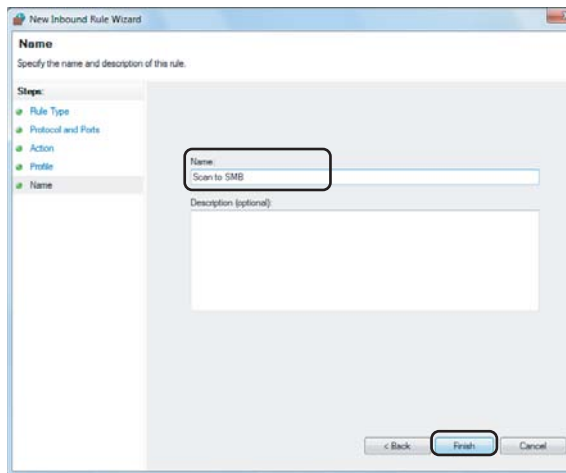 New Inbound Rule Wizard
Name
Specify the name and description of this rule.
Steps:
Rule Type
Protocol and Ports
Action
Profile
Name
Name:
Scan to SMB
Description (optional):
< Back
Finish
Cancel